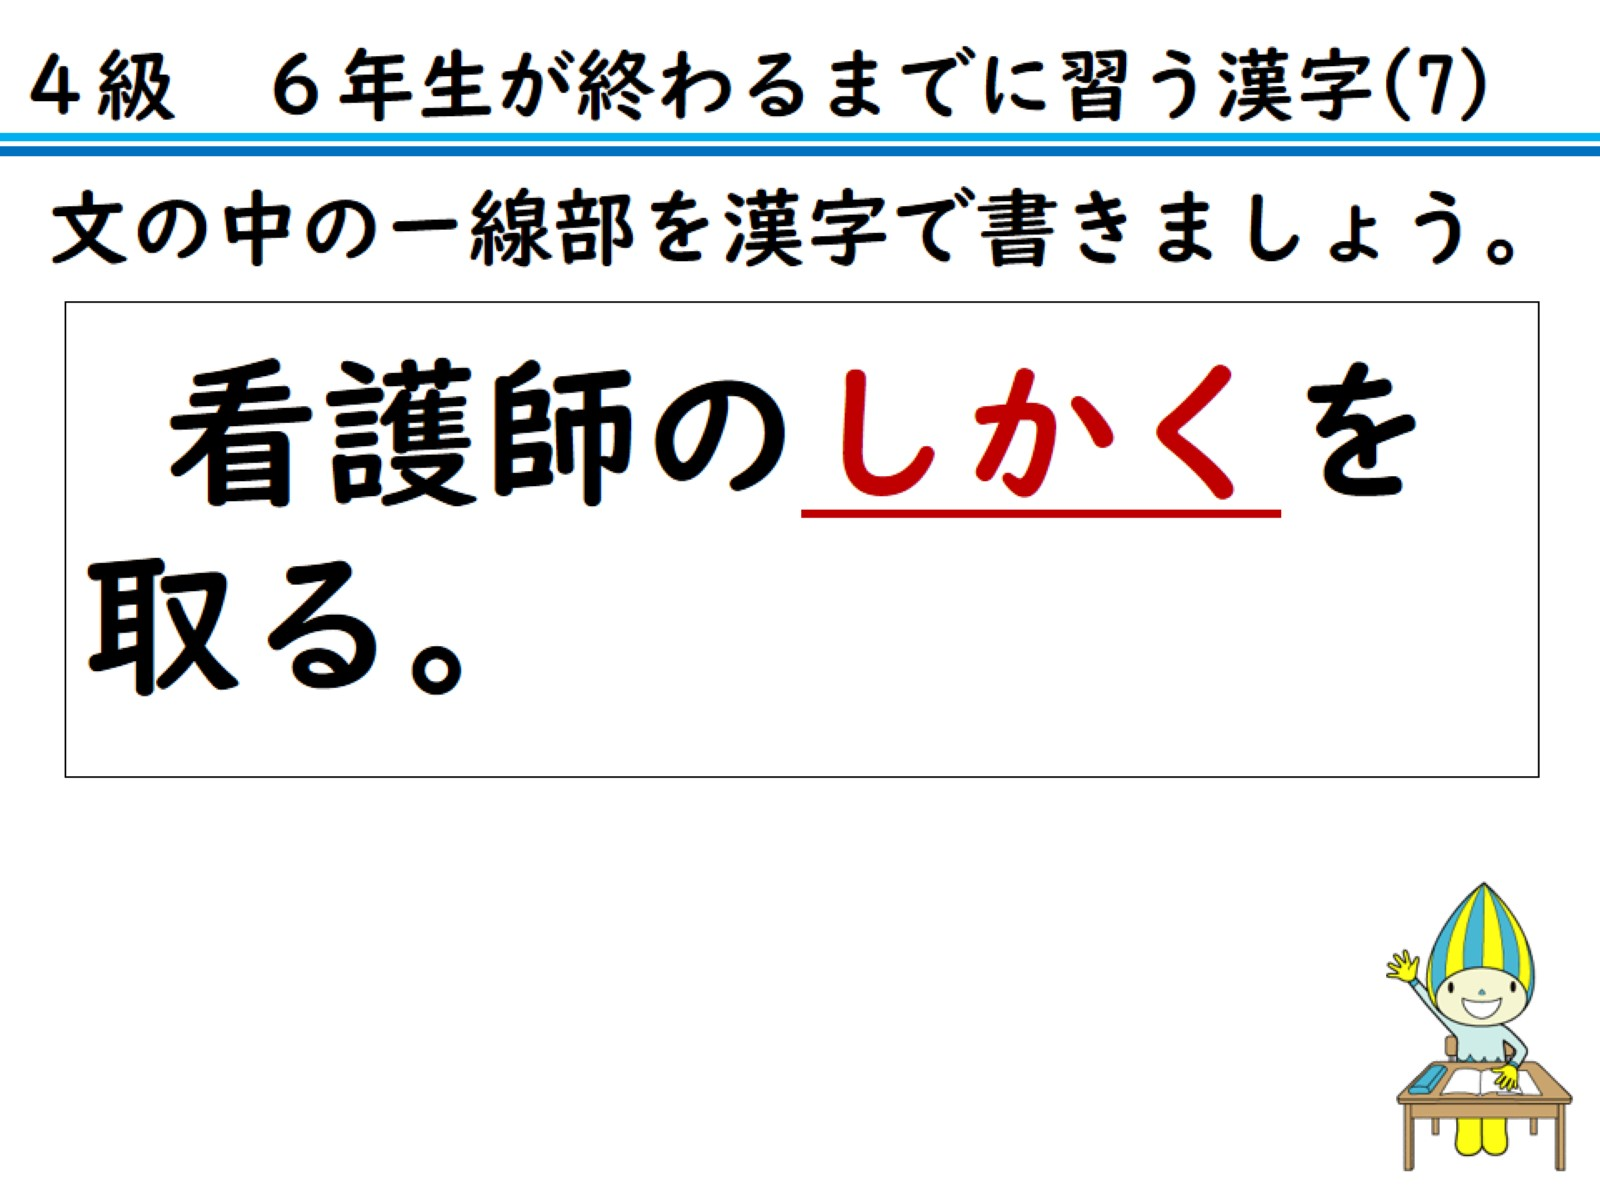 ４級　６年生が終わるまでに習う漢字(7)
文の中の一線部を漢字で書きましょう。
看護師のしかくを
取る。